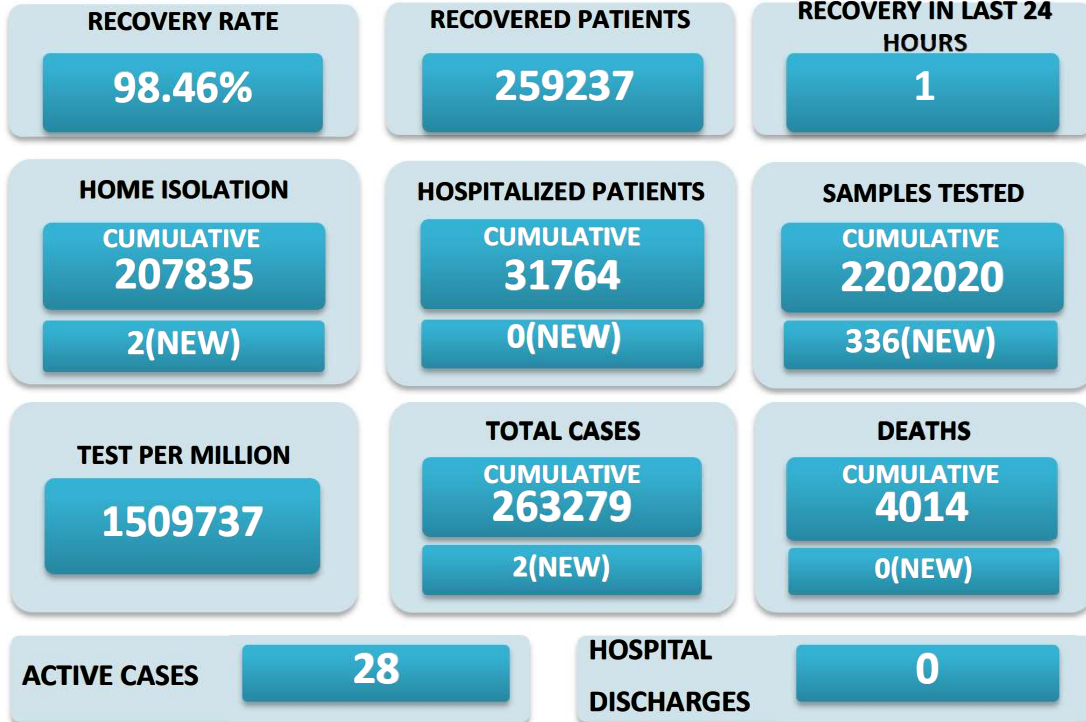 RECOVERY RATE
98.46%
RECOVERED PATIENTS
259237
RECOVERY IN LAST 24
HOURS
1
HOME ISOLATION
CUMULATIVE
207835
2(NEW)
HOSPITALIZED PATIENTS
CUMULATIVE
31764
0(NEW)
SAMPLES TESTED
CUMULATIVE
2202020
336(NEW)
TEST PER MILLION
1509737
TOTAL CASES
CUMULATIVE
263279
2(NEW)
DEATHS
CUMULATIVE
4014
0(NEW)
ACTIVE CASES
28
HOSPITAL
DISCHARGES
0